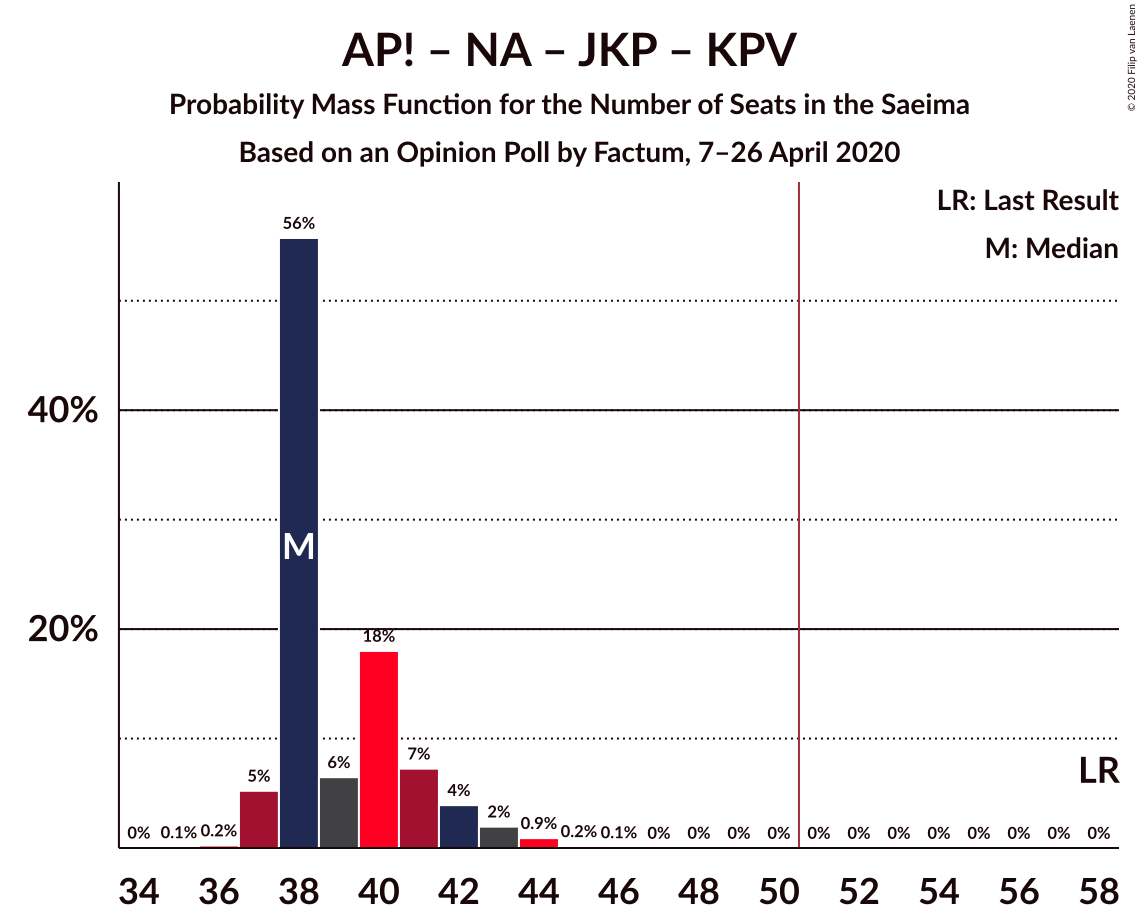 AP! – NA – JKP – KPV
Probability Mass Function for the Number of Seats in the Saeima
Based on an Opinion Poll by Factum, 7–26 April 2020
© 2020 Filip van Laenen
LR: Last Result
M: Median
56%
40%
M
20%
18%
5%
6%
7%
4%
2%
LR
0% 0.1% 0.2% 0.9% 0.2% 0.1% 0% 0% 0% 0% 0% 0% 0% 0% 0% 0% 0% 0%
34 36 38 40 42 44 46 48 50 52 54 56 58